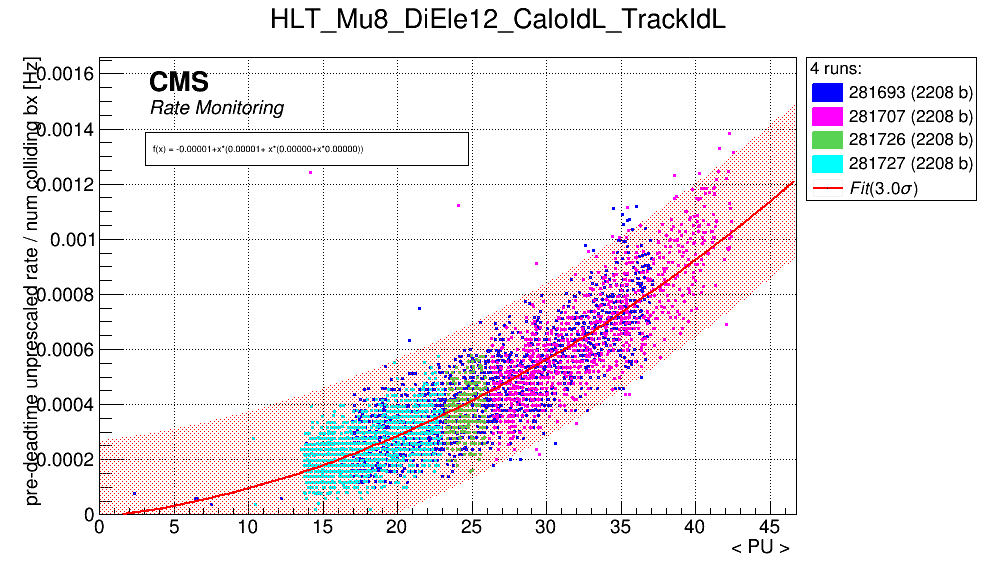 HLT_Mu8_DiEle12_CaloIdL_TrackIdL
pre-deadtime unprescaled rate / num colliding bx [Hz]
0.0016
0.0014
0.0012
0.001
0.0008
0.0006
0.0004
0.0002
0
CMS
Rate Monitoring
f(x) = -0.00001+x*(0.00001+ x*(0.00000+x*0.00000))
4 runs:
281693 (2208 b)
281707 (2208 b)
281726 (2208 b)
281727 (2208 b)
Fit(3.0σ)
0 5 10 15 20 25 30 35 40 45
< PU >